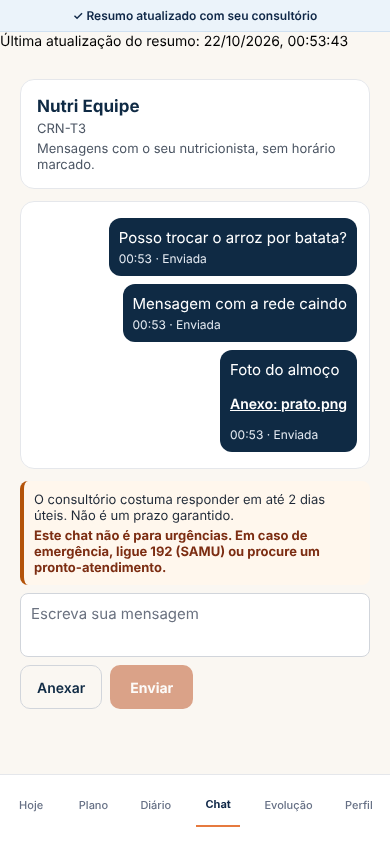 ✓ Resumo atualizado com seu consultório
Última atualização do resumo: 22/10/2026, 00:53:43
Nutri Equipe
CRN-T3
Mensagens com o seu nutricionista, sem horário
marcado.
Posso trocar o arroz por batata?
00:53 · Enviada
Mensagem com a rede caindo
00:53 · Enviada
Foto do almoço
Anexo: prato.png
00:53 · Enviada
O consultório costuma responder em até 2 dias
úteis. Não é um prazo garantido.
Este chat não é para urgências. Em caso de
emergência, ligue 192 (SAMU) ou procure um
pronto-atendimento.
Escreva sua mensagem
Anexar Enviar
Hoje Plano Diário Chat Evolução Perfil